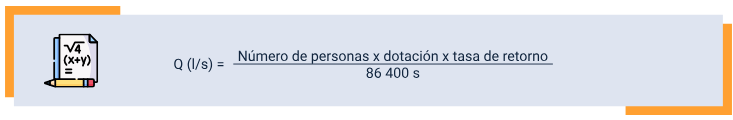 √4
(x+y)
=
Q (l/s) = Número de personas x dotación x tasa de retorno
86 400 s